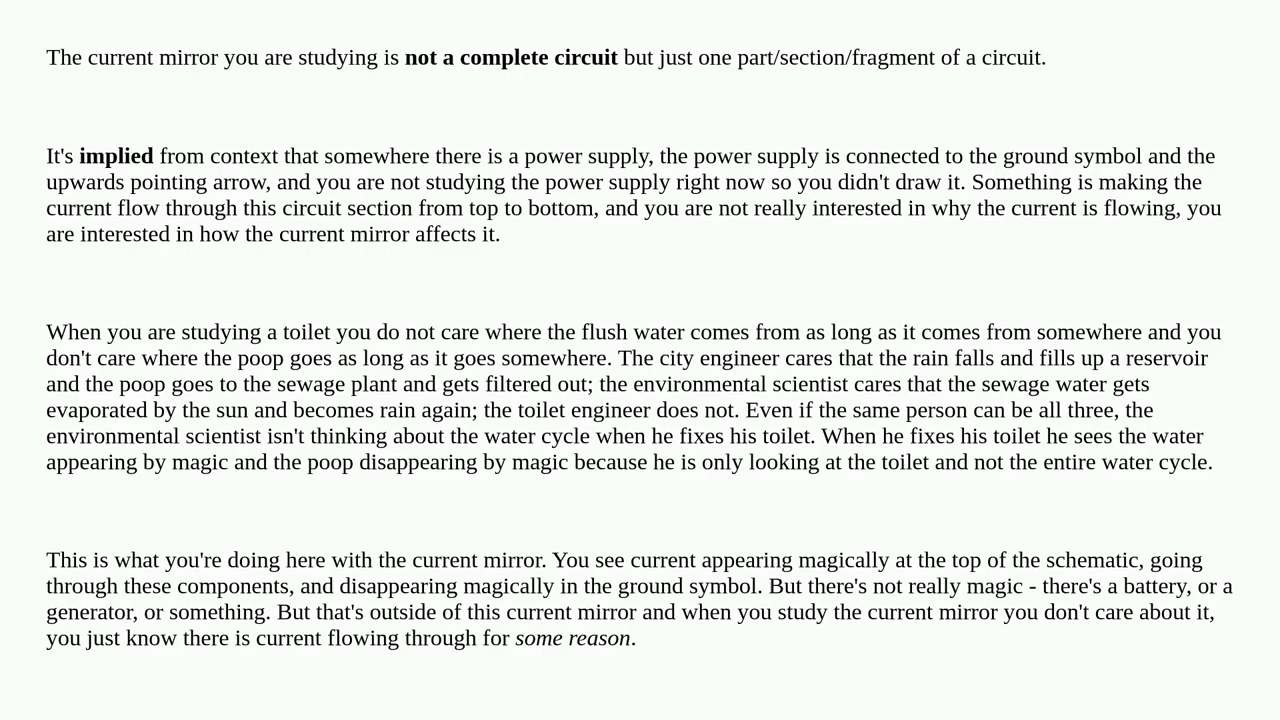 The current mirror you are studying is not a complete circuit but just one part/section/fragment of a circuit.
It's implied from context that somewhere there is a power supply, the power supply is connected to the ground symbol and the
upwards pointing arrow, and you are not studying the power supply right now so you didn't draw it. Something is making the
current flow through this circuit section from top to bottom, and you are not really interested in why the current is flowing, you
are interested in how the current mirror affects it.
When you are studying a toilet you do not care where the flush water comes from as long as it comes from somewhere and you
don't care where the poop goes as long as it goes somewhere. The city engineer cares that the rain falls and fills up a reservoir
and the poop goes to the sewage plant and gets filtered out; the environmental scientist cares that the sewage water gets
evaporated by the sun and becomes rain again; the toilet engineer does not. Even if the same person can be all three, the
environmental scientist isn't thinking about the water cycle when he fixes his toilet. When he fixes his toilet he sees the water
appearing by magic and the poop disappearing by magic because he is only looking at the toilet and not the entire water cycle.
This is what you're doing here with the current mirror. You see current appearing magically at the top of the schematic, going
through these components, and disappearing magically in the ground symbol. But there's not really magic - there's a battery, or a
generator, or something. But that's outside of this current mirror and when you study the current mirror you don't care about it,
you just know there is current flowing through for some reason.